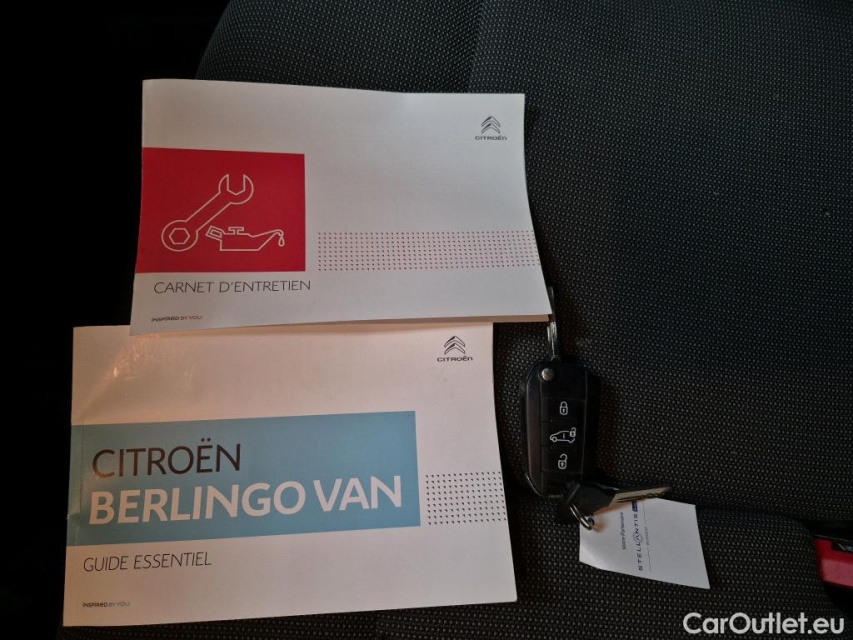 CITROËN
CARNET D'ENTRETIEN
INSPIRED BY YOU
CITROËN
CITROËN
BERLINGO VAN
GUIDE ESSENTIEL
INSPIRED BY YOU
STELLANTIS
CarOutlet.eu